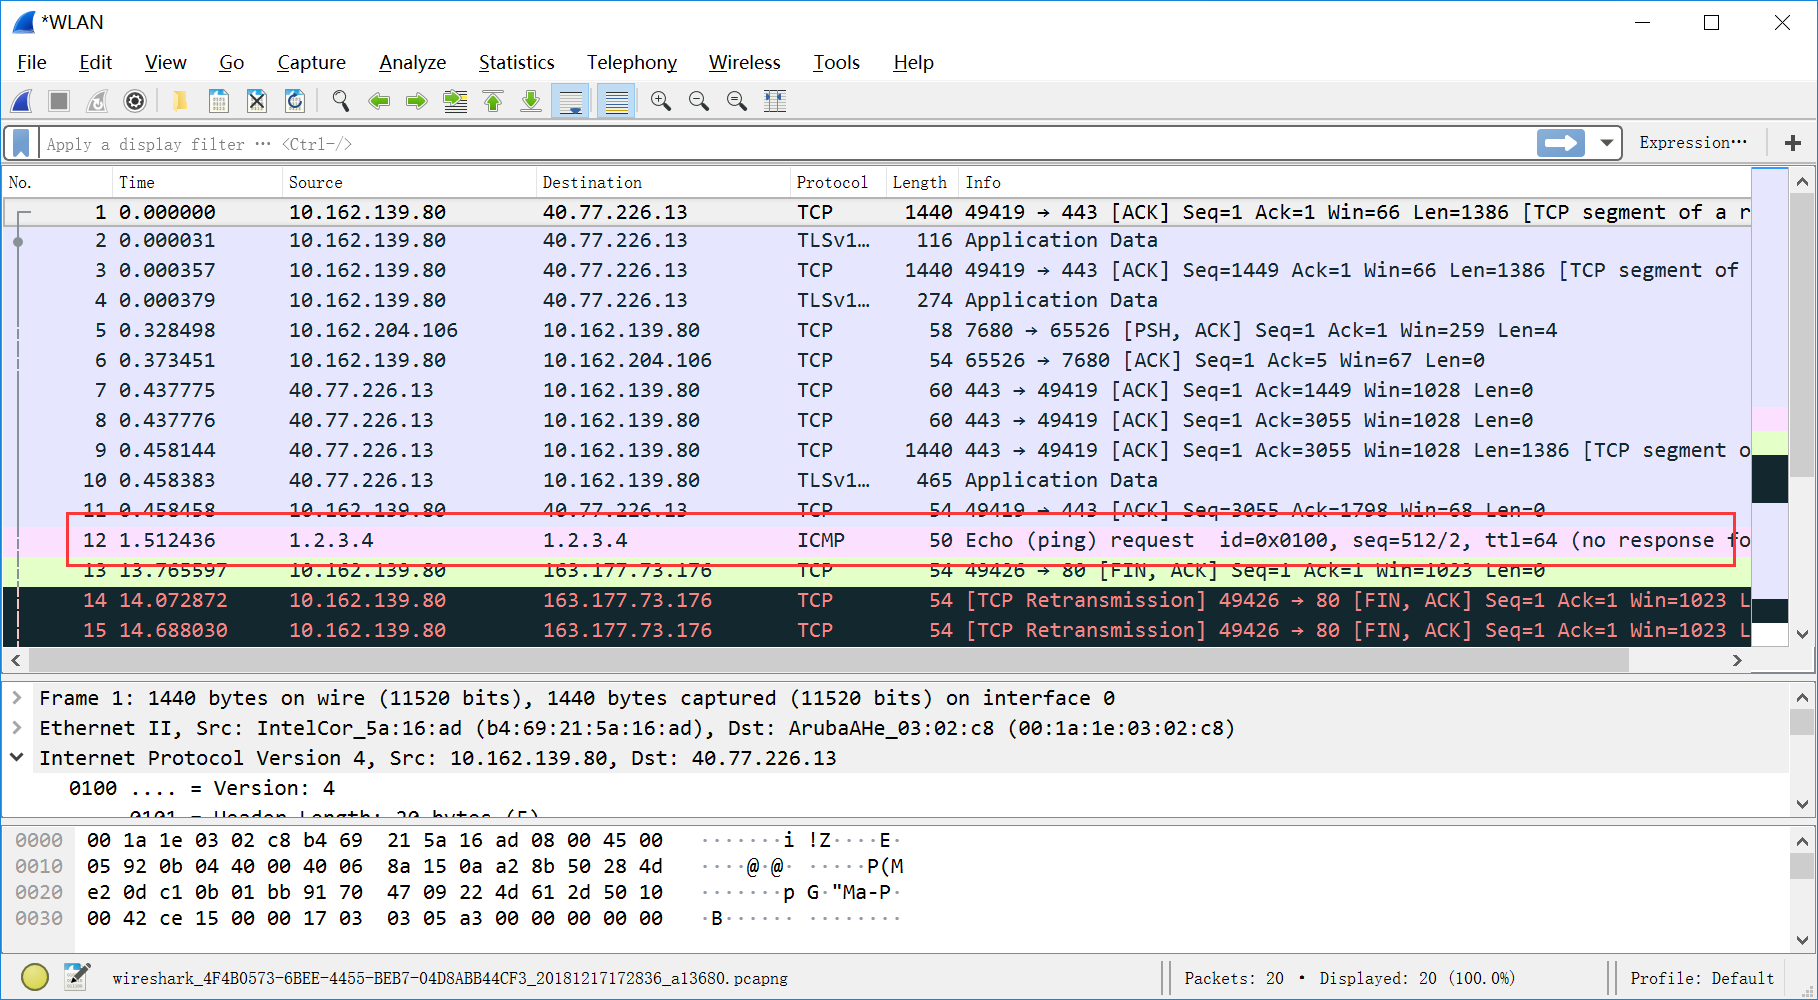 *WLAN
File Edit View Go Capture Analyze Statistics Telephony Wireless Tools Help
Apply a display filter … <Ctrl-/> Expression…
No. Time Source Destination Protocol Length Info
1 0.000000 10.162.139.80 40.77.226.13 TCP 1440 49419 → 443 [ACK] Seq=1 Ack=1 Win=66 Len=1386 [TCP segment of a r
2 0.000031 10.162.139.80 40.77.226.13 TLSv1… 116 Application Data
3 0.000357 10.162.139.80 40.77.226.13 TCP 1440 49419 → 443 [ACK] Seq=1449 Ack=1 Win=66 Len=1386 [TCP segment of
4 0.000379 10.162.139.80 40.77.226.13 TLSv1… 274 Application Data
5 0.328498 10.162.204.106 10.162.139.80 TCP 58 7680 → 65526 [PSH, ACK] Seq=1 Ack=1 Win=259 Len=4
6 0.373451 10.162.139.80 10.162.204.106 TCP 54 65526 → 7680 [ACK] Seq=1 Ack=5 Win=67 Len=0
7 0.437775 40.77.226.13 10.162.139.80 TCP 60 443 → 49419 [ACK] Seq=1 Ack=1449 Win=1028 Len=0
8 0.437776 40.77.226.13 10.162.139.80 TCP 60 443 → 49419 [ACK] Seq=1 Ack=3055 Win=1028 Len=0
9 0.458144 40.77.226.13 10.162.139.80 TCP 1440 443 → 49419 [ACK] Seq=1 Ack=3055 Win=1028 Len=1386 [TCP segment o
10 0.458383 40.77.226.13 10.162.139.80 TLSv1… 465 Application Data
11 0.458458 10.162.139.80 40.77.226.13 TCP 54 49419 → 443 [ACK] Seq=3055 Ack=1798 Win=68 Len=0
12 1.512436 1.2.3.4 1.2.3.4 ICMP 50 Echo (ping) request id=0x0100, seq=512/2, ttl=64 (no response fo
13 13.765597 10.162.139.80 163.177.73.176 TCP 54 49426 → 80 [FIN, ACK] Seq=1 Ack=1 Win=1023 Len=0
14 14.072872 10.162.139.80 163.177.73.176 TCP 54 [TCP Retransmission] 49426 → 80 [FIN, ACK] Seq=1 Ack=1 Win=1023 L
15 14.688030 10.162.139.80 163.177.73.176 TCP 54 [TCP Retransmission] 49426 → 80 [FIN, ACK] Seq=1 Ack=1 Win=1023 L
Frame 1: 1440 bytes on wire (11520 bits), 1440 bytes captured (11520 bits) on interface 0
Ethernet II, Src: IntelCor_5a:16:ad (b4:69:21:5a:16:ad), Dst: ArubaAHe_03:02:c8 (00:1a:1e:03:02:c8)
Internet Protocol Version 4, Src: 10.162.139.80, Dst: 40.77.226.13
0100 .... = Version: 4
.... 0101 = Header Length: 20 bytes (5)
0000 00 1a 1e 03 02 c8 b4 69 21 5a 16 ad 08 00 45 00 ·······i !Z····E·
0010 05 92 0b 04 40 00 40 06 8a 15 0a a2 8b 50 28 4d ····@·@· ·····P(M
0020 e2 0d c1 0b 01 bb 91 70 47 09 22 4d 61 2d 50 10 ·······p G·"Ma-P·
0030 00 42 ce 15 00 00 17 03 03 05 a3 00 00 00 00 00 ·B······ ········
wireshark_4F4B0573-6BEE-4455-BEB7-04D8ABB44CF3_20181217172836_a13680.pcapng Packets: 20 · Displayed: 20 (100.0%) Profile: Default